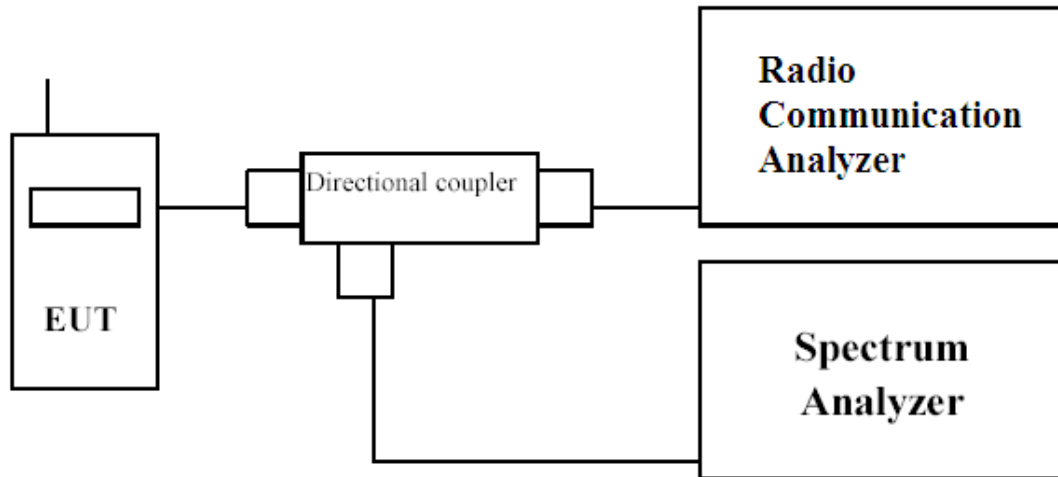 Radio
Communication
Analyzer
Directional coupler
EUT
Spectrum
Analyzer